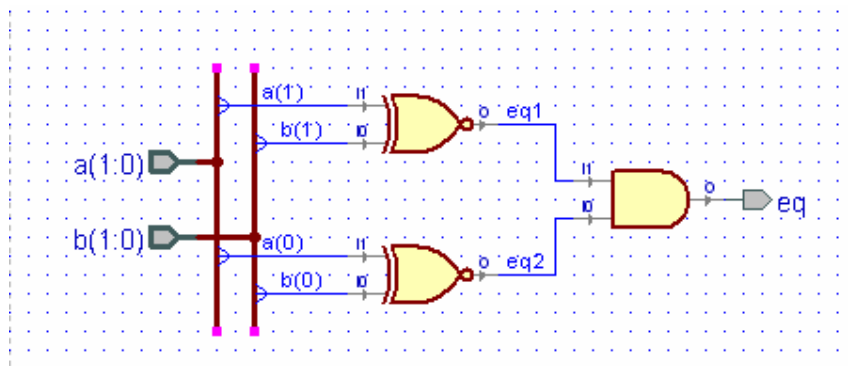 a(1) I1
b(1) I0
O eq1
a(1:0)
b(1:0)
a(0) I1
b(0) I0
O eq2
I1
I0
O
eq